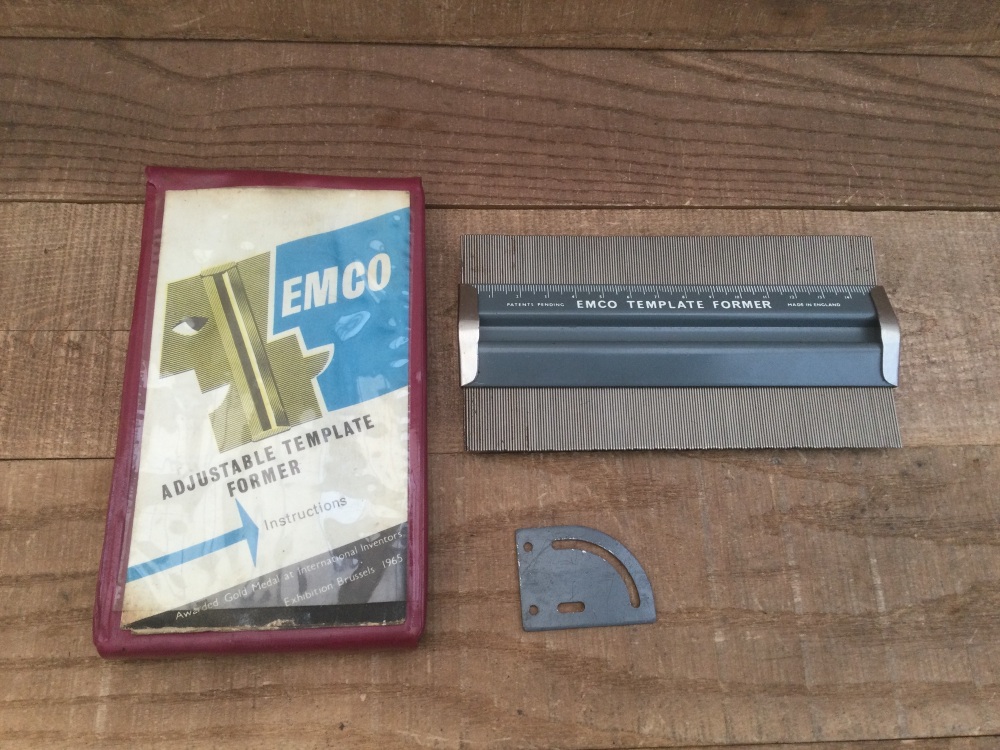 EMCO
ADJUSTABLE TEMPLATE
FORMER
Instructions
Awarded Gold Medal at International Inventors
Exhibition Brussels 1965
PATENTS PENDING EMCO TEMPLATE FORMER MADE IN ENGLAND